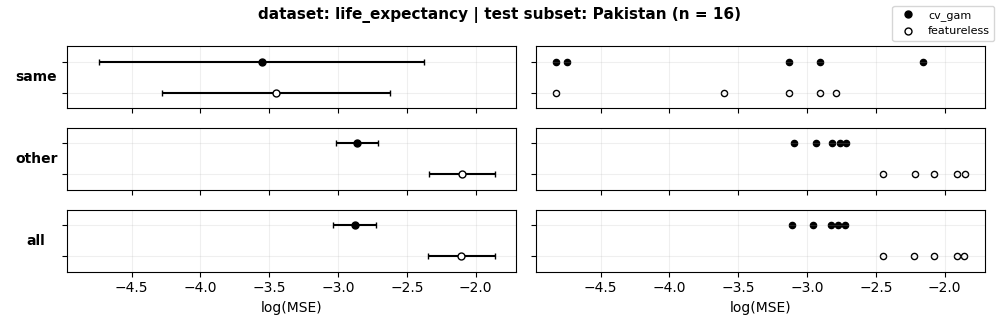 dataset: life_expectancy | test subset: Pakistan (n = 16)
cv_gam
featureless
same
other
all
−4.5 −4.0 −3.5 −3.0 −2.5 −2.0
−4.5 −4.0 −3.5 −3.0 −2.5 −2.0
log(MSE)
log(MSE)